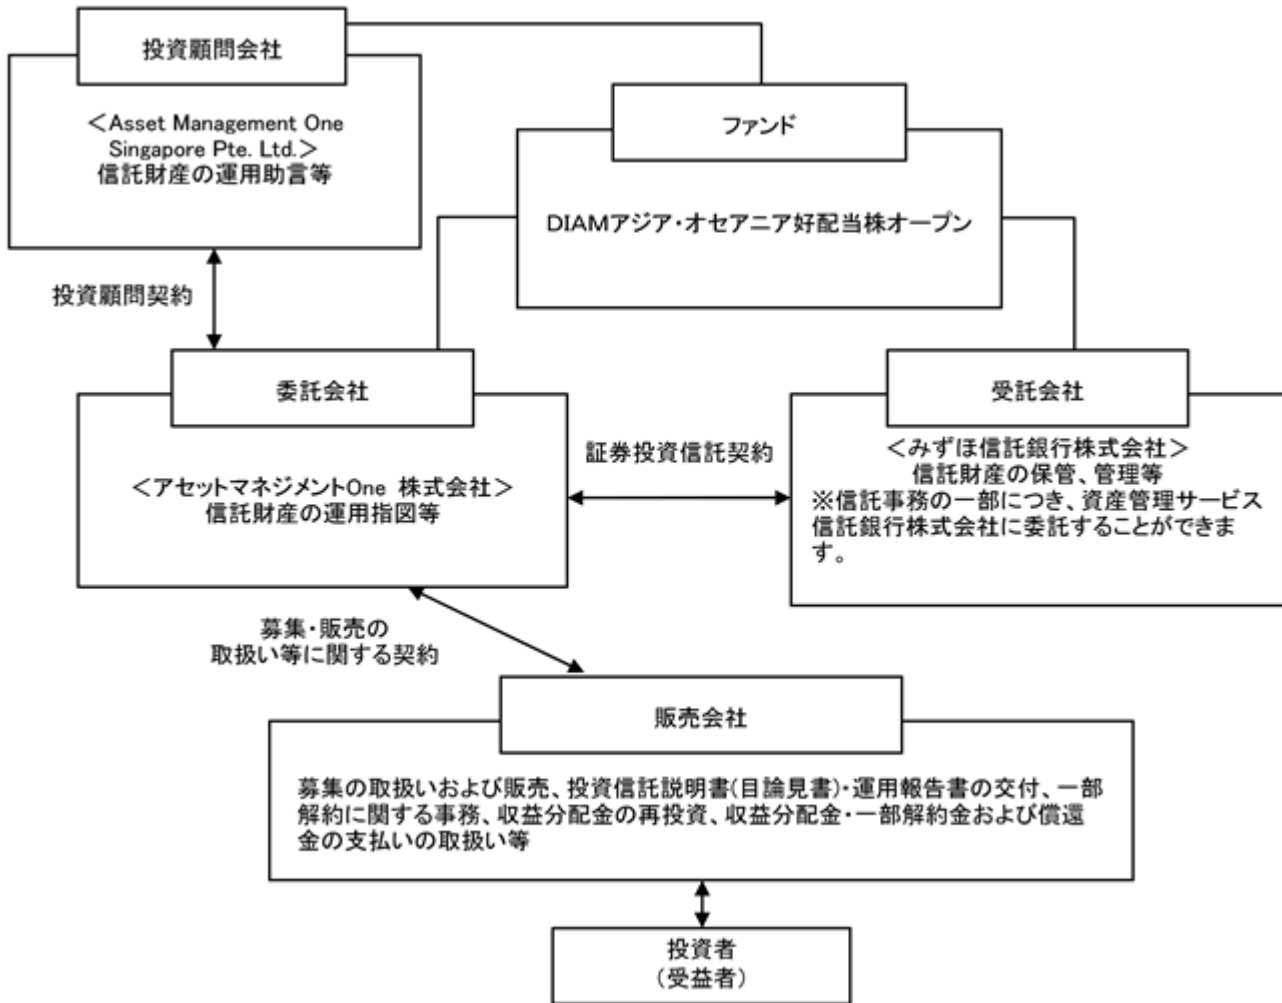 投資顧問会社
＜Asset Management One
Singapore Pte. Ltd.＞
信託財産の運用助言等
ファンド
DIAMアジア・オセアニア好配当株オープン
投資顧問契約
委託会社
＜アセットマネジメントOne 株式会社＞
信託財産の運用指図等
証券投資信託契約
受託会社
＜みずほ信託銀行株式会社＞
信託財産の保管、管理等
※信託事務の一部につき、資産管理サービス
信託銀行株式会社に委託することができま
す。
募集・販売の
取扱い等に関する契約
販売会社
募集の取扱いおよび販売、投資信託説明書(目論見書)・運用報告書の交付、一部
解約に関する事務、収益分配金の再投資、収益分配金・一部解約金および償還
金の支払いの取扱い等
投資者
（受益者）